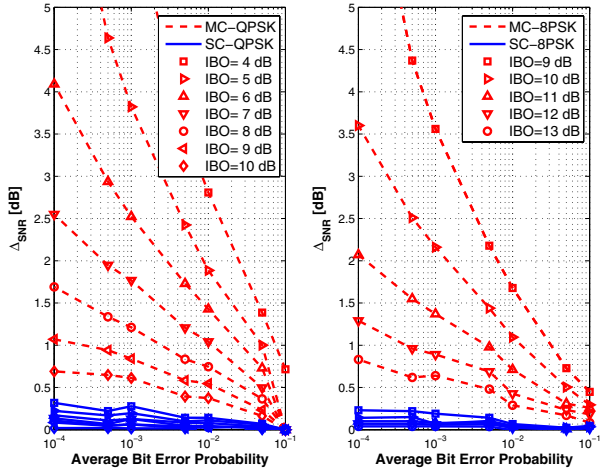 5
4.5
4
3.5
3
2.5
2
1.5
1
0.5
0
Δ_SNR [dB]
MC−QPSK
SC−QPSK
IBO= 4 dB
IBO= 5 dB
IBO= 6 dB
IBO= 7 dB
IBO= 8 dB
IBO= 9 dB
IBO=10 dB
10^−4
10^−3
10^−2
10^−1
Average Bit Error Probability
5
4.5
4
3.5
3
2.5
2
1.5
1
0.5
0
Δ_SNR [dB]
MC−8PSK
SC−8PSK
IBO=9 dB
IBO=10 dB
IBO=11 dB
IBO=12 dB
IBO=13 dB
10^−4
10^−3
10^−2
10^−1
Average Bit Error Probability